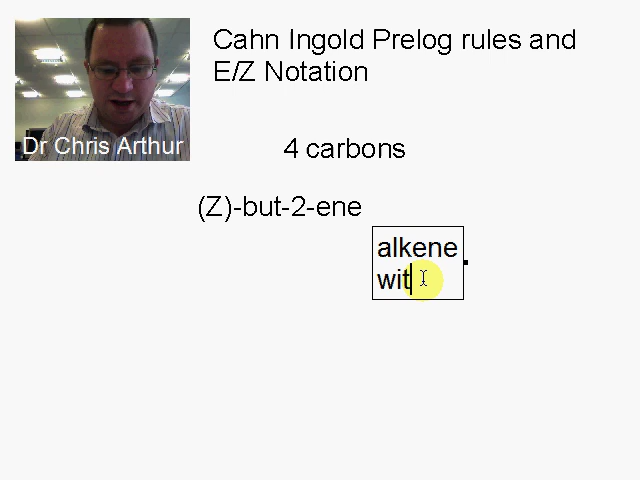 Cahn Ingold Prelog rules and
E/Z Notation
Dr Chris Arthur
4 carbons
(Z)-but-2-ene
alkene
wit